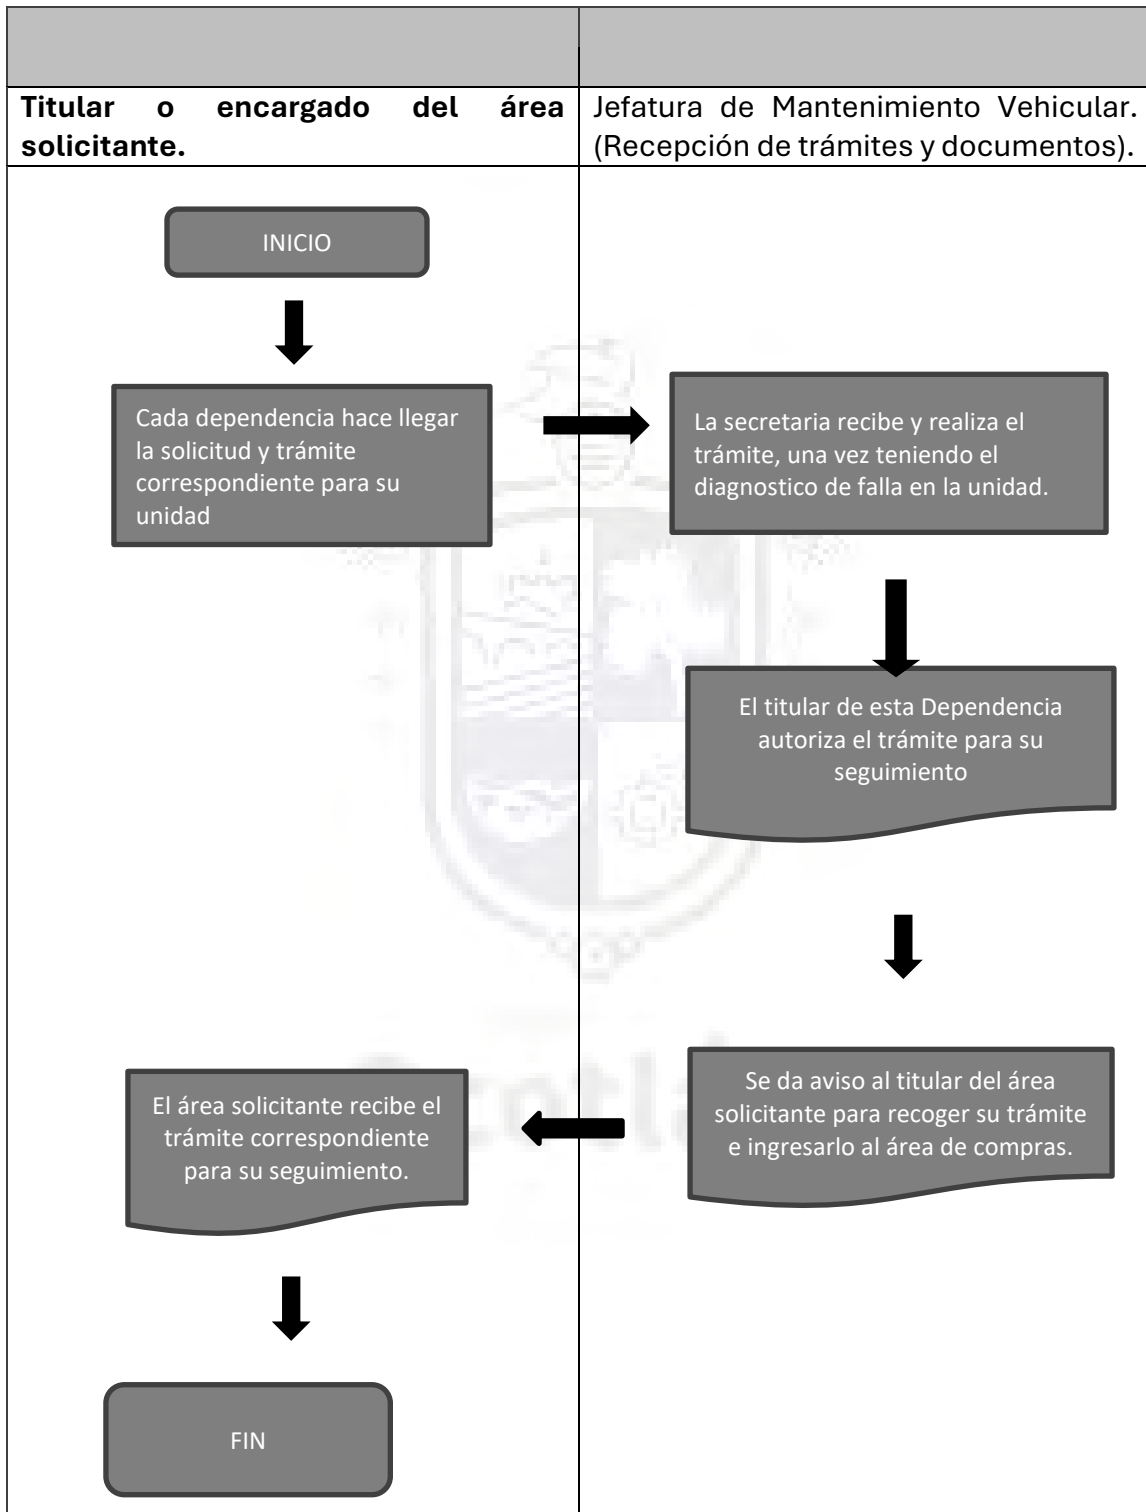 Titular o encargado del área
solicitante.
Jefatura de Mantenimiento Vehicular.
(Recepción de trámites y documentos).
INICIO
Cada dependencia hace llegar
la solicitud y trámite
correspondiente para su
unidad
La secretaria recibe y realiza el
trámite, una vez teniendo el
diagnostico de falla en la unidad.
El titular de esta Dependencia
autoriza el trámite para su
seguimiento
Se da aviso al titular del área
solicitante para recoger su trámite
e ingresarlo al área de compras.
El área solicitante recibe el
trámite correspondiente
para su seguimiento.
FIN